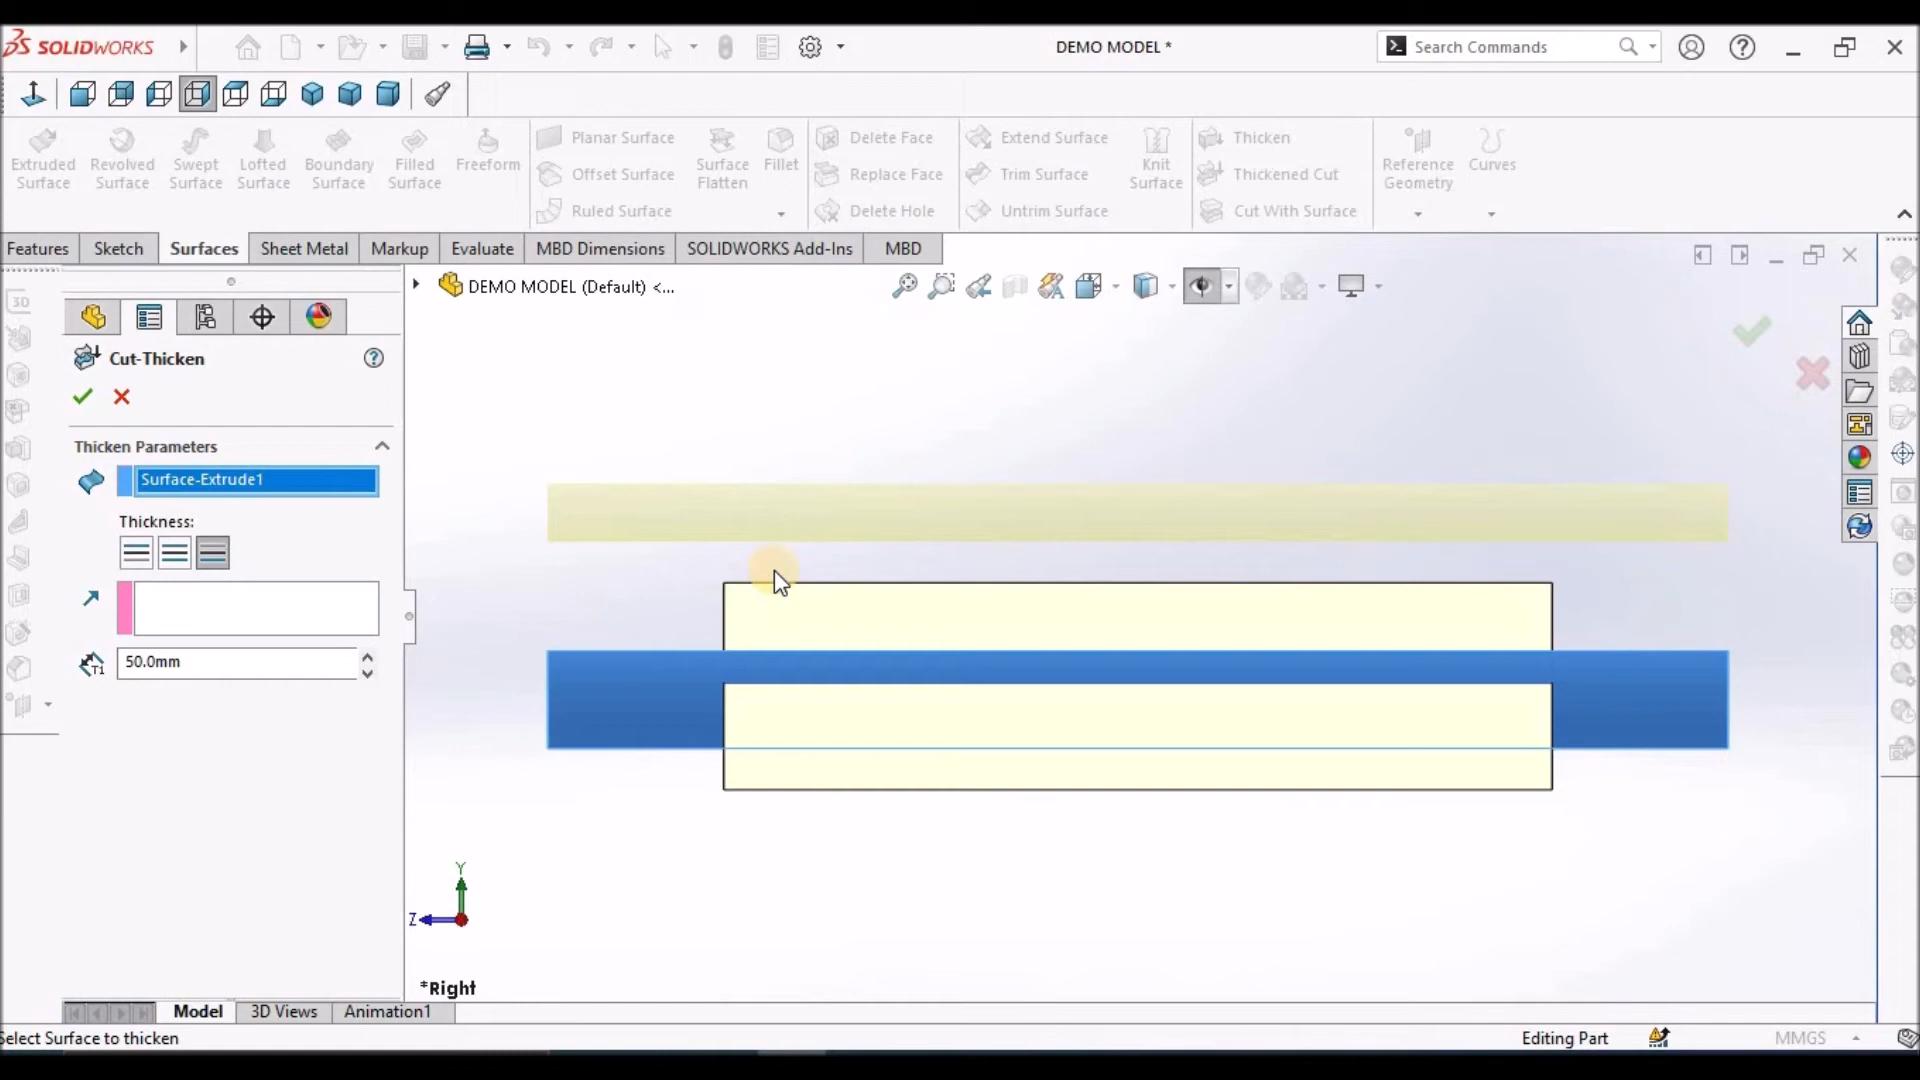 SOLIDWORKS
DEMO MODEL *
Search Commands
Extruded Surface
Revolved Surface
Swept Surface
Lofted Surface
Boundary Surface
Filled Surface
Freeform
Planar Surface
Offset Surface
Ruled Surface
Surface Flatten
Fillet
Delete Face
Replace Face
Delete Hole
Extend Surface
Trim Surface
Untrim Surface
Knit Surface
Thicken
Thickened Cut
Cut With Surface
Reference Geometry
Curves
Features
Sketch
Surfaces
Sheet Metal
Markup
Evaluate
MBD Dimensions
SOLIDWORKS Add-Ins
MBD
DEMO MODEL (Default) <...
Cut-Thicken
Thicken Parameters
Surface-Extrude1
Thickness:
T1
50.0mm
3D
Y
Z
*Right
Model
3D Views
Animation1
Select Surface to thicken
Editing Part
MMGS